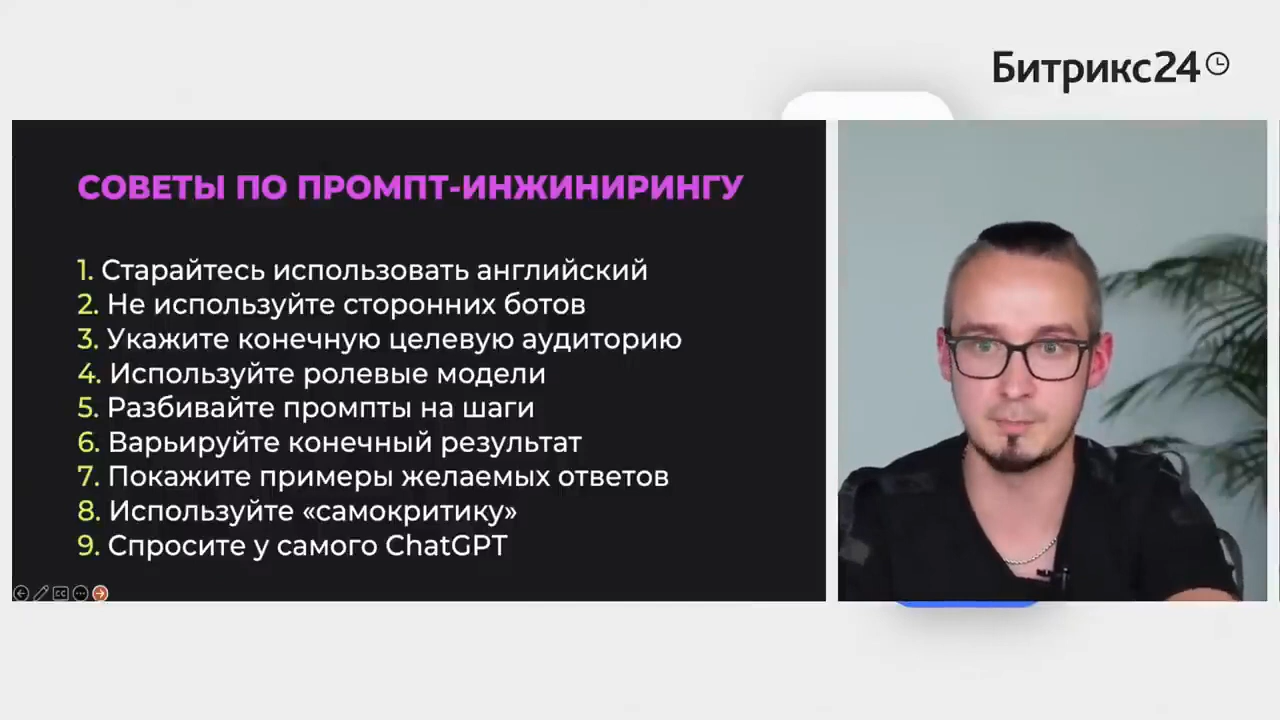 Битрикс24
СОВЕТЫ ПО ПРОМПТ-ИНЖИНИРИНГУ
1. Старайтесь использовать английский
2. Не используйте сторонних ботов
3. Укажите конечную целевую аудиторию
4. Используйте ролевые модели
5. Разбивайте промпты на шаги
6. Варьируйте конечный результат
7. Покажите примеры желаемых ответов
8. Используйте «самокритику»
9. Спросите у самого ChatGPT
CC